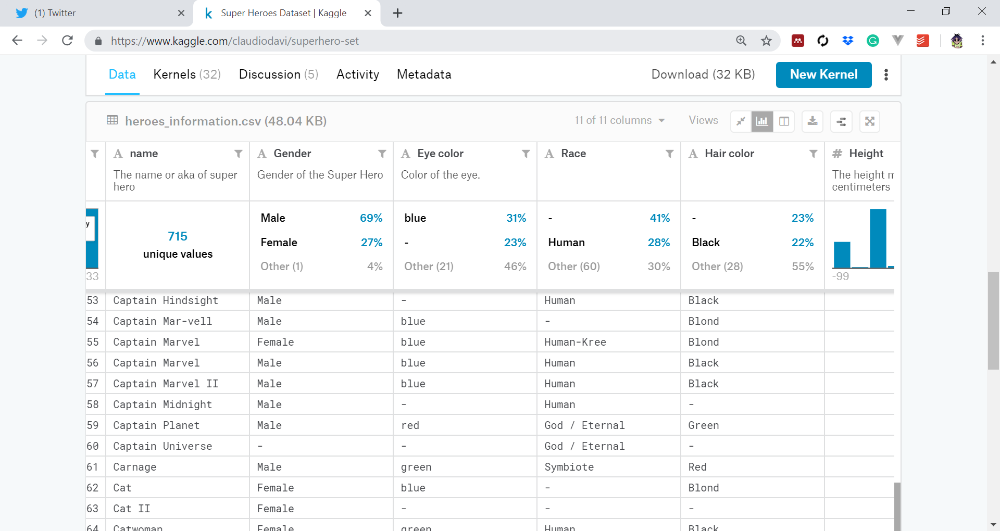 (1) Twitter
Super Heroes Dataset | Kaggle
https://www.kaggle.com/claudiodavi/superhero-set
Data Kernels (32) Discussion (5) Activity Metadata Download (32 KB) New Kernel
heroes_information.csv (48.04 KB) 11 of 11 columns Views
A name A Gender A Eye color A Race A Hair color # Height
The name or aka of super Gender of the Super Hero Color of the eye. The height
hero centimeters
y Male 69% blue 31% - 41% - 23%
715 Female 27% - 23% Human 28% Black 22%
unique values Other (1) 4% Other (21) 46% Other (60) 30% Other (28) 55%
33 -99
53 Captain Hindsight Male - Human Black
54 Captain Mar-vell Male blue - Blond
55 Captain Marvel Female blue Human-Kree Blond
56 Captain Marvel Male blue Human Black
57 Captain Marvel II Male blue Human Black
58 Captain Midnight Male - Human -
59 Captain Planet Male red God / Eternal Green
60 Captain Universe - - God / Eternal -
61 Carnage Male green Symbiote Red
62 Cat Female blue - Blond
63 Cat II Female - - -
64 Catwoman Female green Human Black